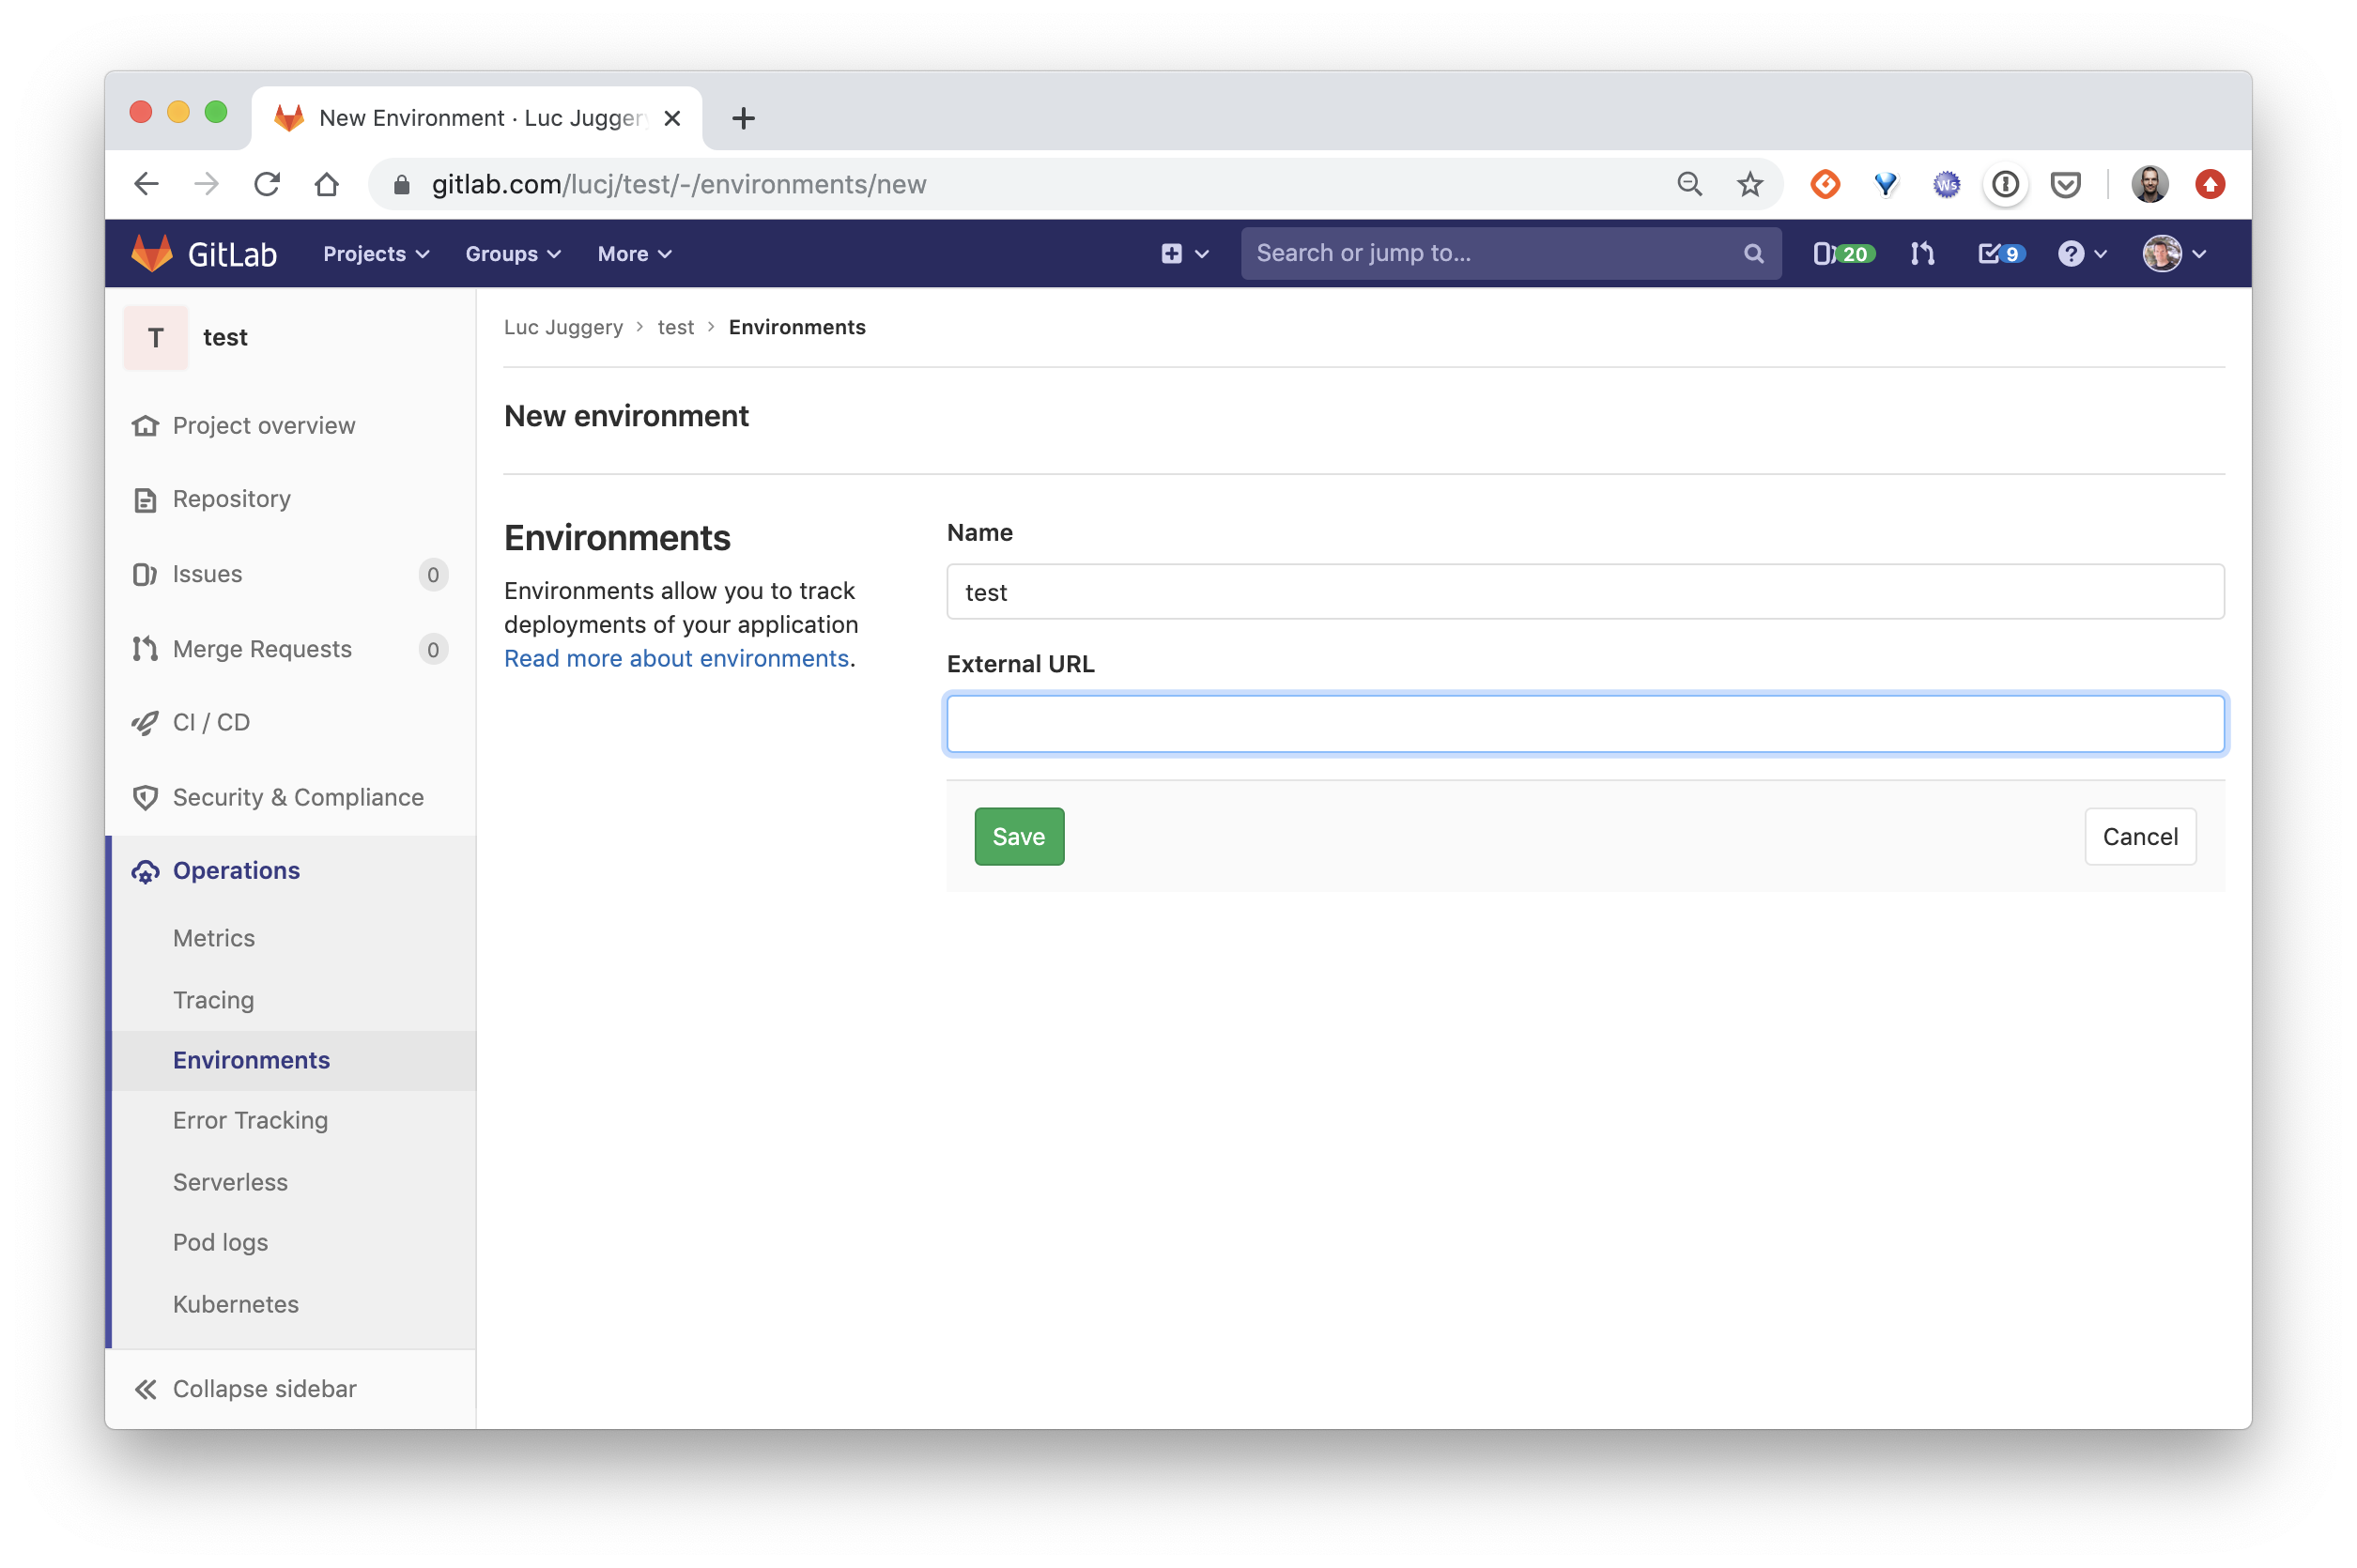 New Environment · Luc Jugger
gitlab.com/lucj/test/-/environments/new
Ws
GitLab
Projects
Groups
More
Search or jump to...
20
9
T
test
Luc Juggery > test > Environments
Project overview
Repository
Issues
0
Merge Requests
0
CI / CD
Security & Compliance
Operations
Metrics
Tracing
Environments
Error Tracking
Serverless
Pod logs
Kubernetes
Collapse sidebar
New environment
Environments
Environments allow you to track
deployments of your application
Read more about environments.
Name
test
External URL
Save
Cancel